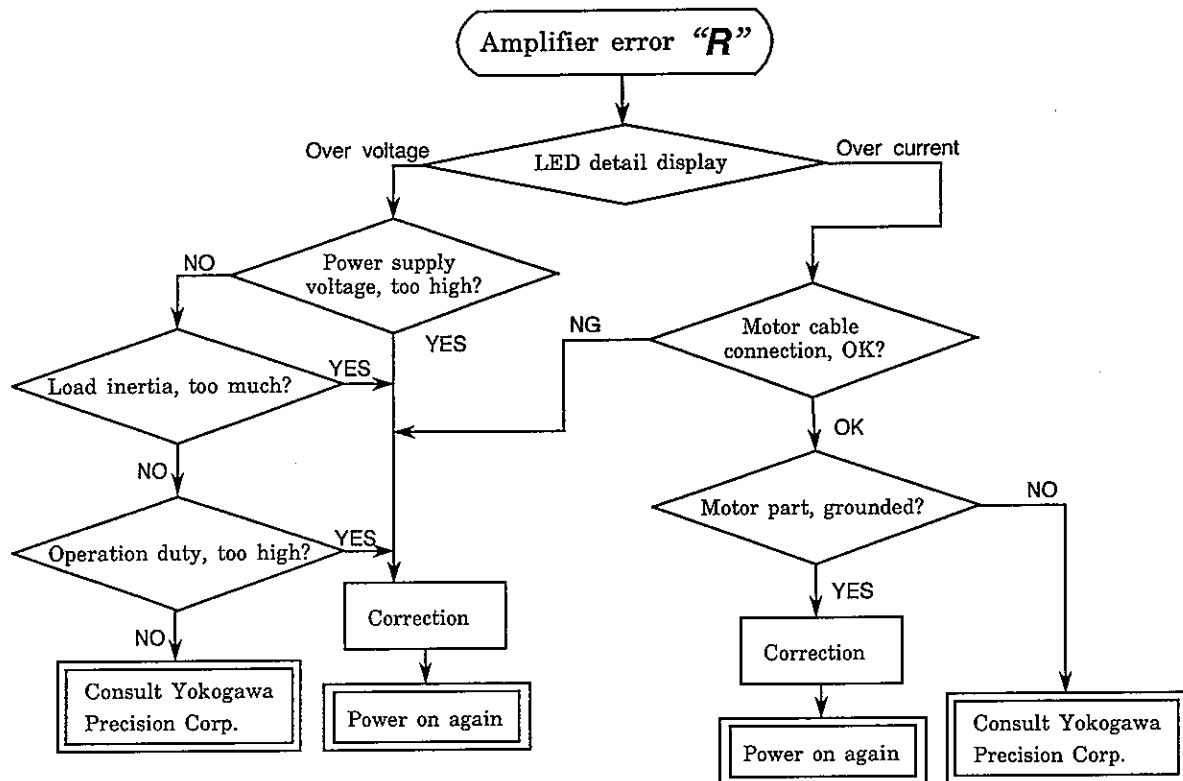 Amplifier error “R”
LED detail display
Over voltage
Over current
Power supply
voltage, too high?
NO
YES
Motor cable
connection, OK?
NG
OK
Load inertia, too much?
YES
NO
Motor part, grounded?
NO
YES
Operation duty, too high?
YES
NO
Correction
Correction
Consult Yokogawa
Precision Corp.
Power on again
Power on again
Consult Yokogawa
Precision Corp.